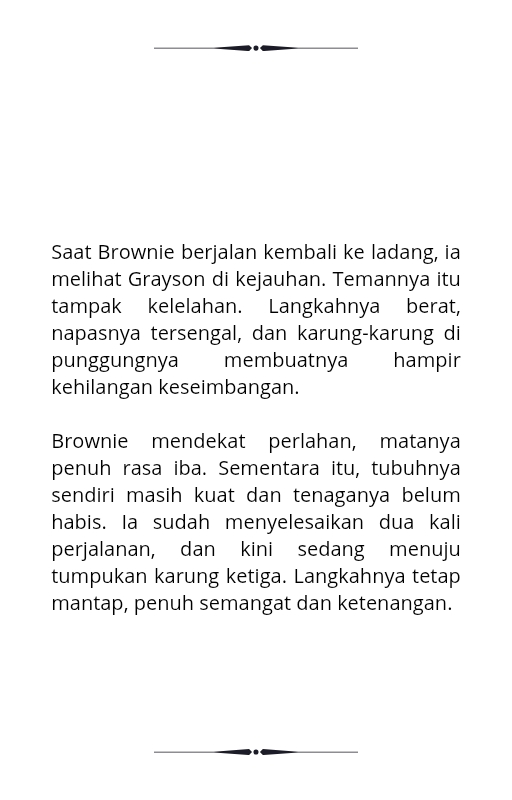 Saat Brownie berjalan kembali ke ladang, ia
melihat Grayson di kejauhan. Temannya itu
tampak kelelahan. Langkahnya berat,
napasnya tersengal, dan karung-karung di
punggungnya membuatnya hampir
kehilangan keseimbangan.
Brownie mendekat perlahan, matanya
penuh rasa iba. Sementara itu, tubuhnya
sendiri masih kuat dan tenaganya belum
habis. Ia sudah menyelesaikan dua kali
perjalanan, dan kini sedang menuju
tumpukan karung ketiga. Langkahnya tetap
mantap, penuh semangat dan ketenangan.